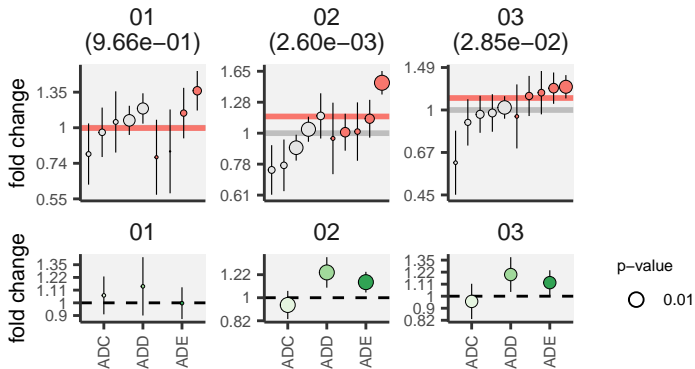 01
(9.66e−01)
02
(2.60e−03)
03
(2.85e−02)
fold change
1.35
1
0.74
0.55
1.65
1.28
1
0.78
0.61
1.49
1
0.67
0.45
01
02
03
fold change
1.35
1.22
1.11
1
0.9
1.22
1
0.82
1.35
1.22
1.11
1
0.9
0.82
ADC
ADD
ADE
ADC
ADD
ADE
ADC
ADD
ADE
p−value
0.01